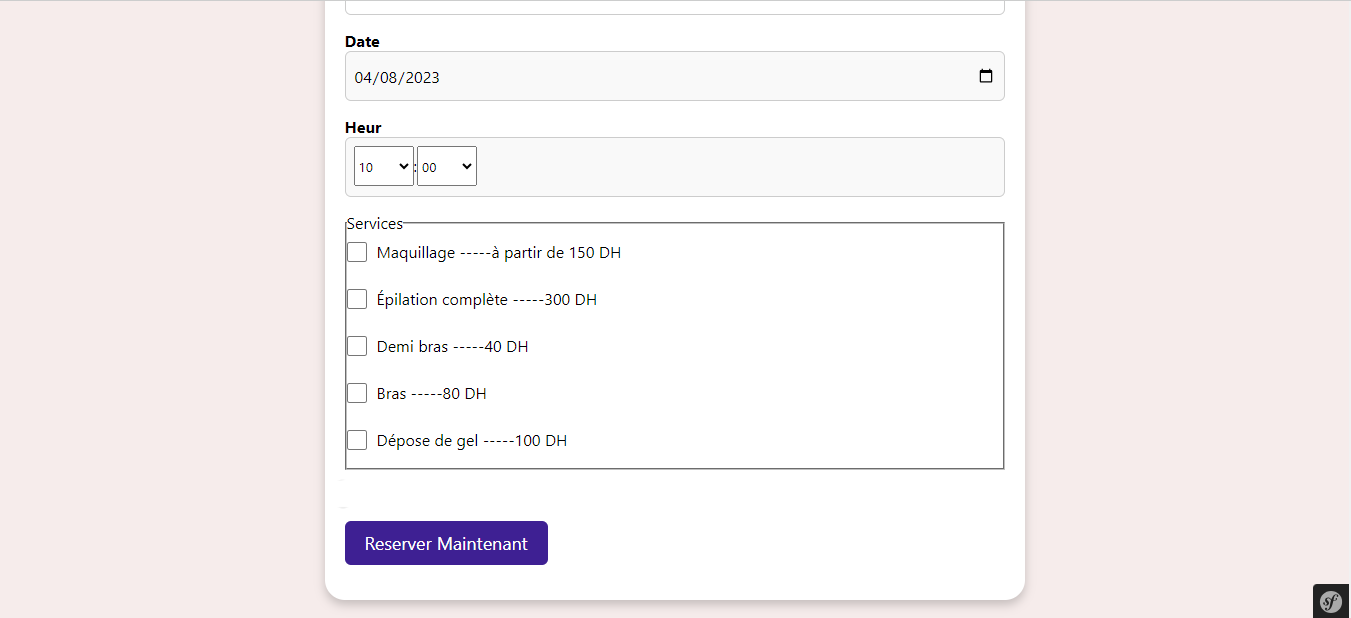 Date
04/08/2023
Heur
10 : 00
Services
Maquillage -----à partir de 150 DH
Épilation complète -----300 DH
Demi bras -----40 DH
Bras -----80 DH
Dépose de gel -----100 DH
Reserver Maintenant
sf